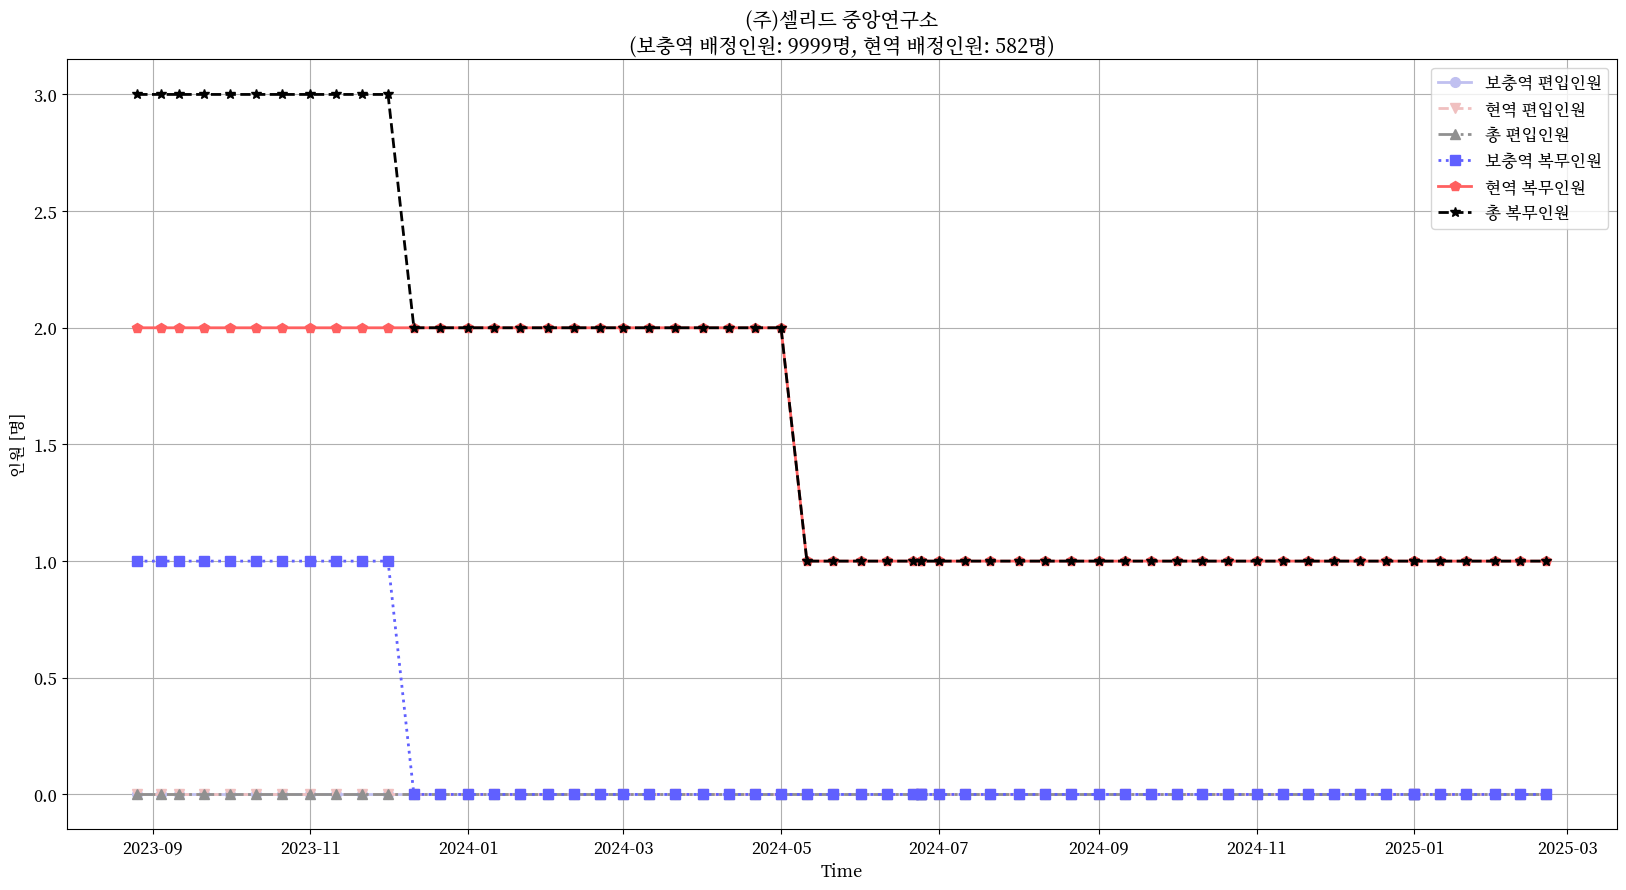 (주)셀리드 중앙연구소
(보충역 배정인원: 9999명, 현역 배정인원: 582명)
보충역 편입인원
현역 편입인원
총 편입인원
보충역 복무인원
현역 복무인원
총 복무인원
3.0
2.5
2.0
1.5
1.0
0.5
0.0
인원 [명]
2023-09 2023-11 2024-01 2024-03 2024-05 2024-07 2024-09 2024-11 2025-01 2025-03
Time